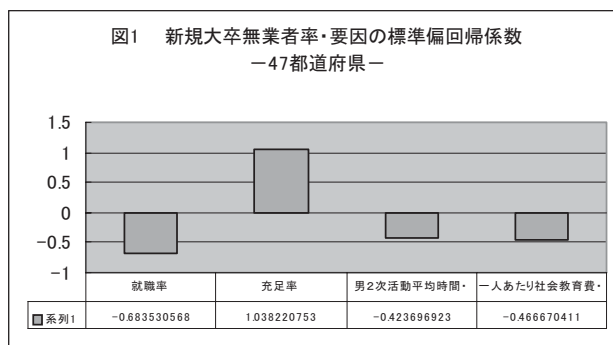 図1 新規大卒無業者率・要因の標準偏回帰係数
－47都道府県－
1.5
1
0.5
0
−0.5
−1
就職率 充足率 男２次活動平均時間・ 一人あたり社会教育費・
系列1 −0.683530568 1.038220753 −0.423696923 −0.466670411